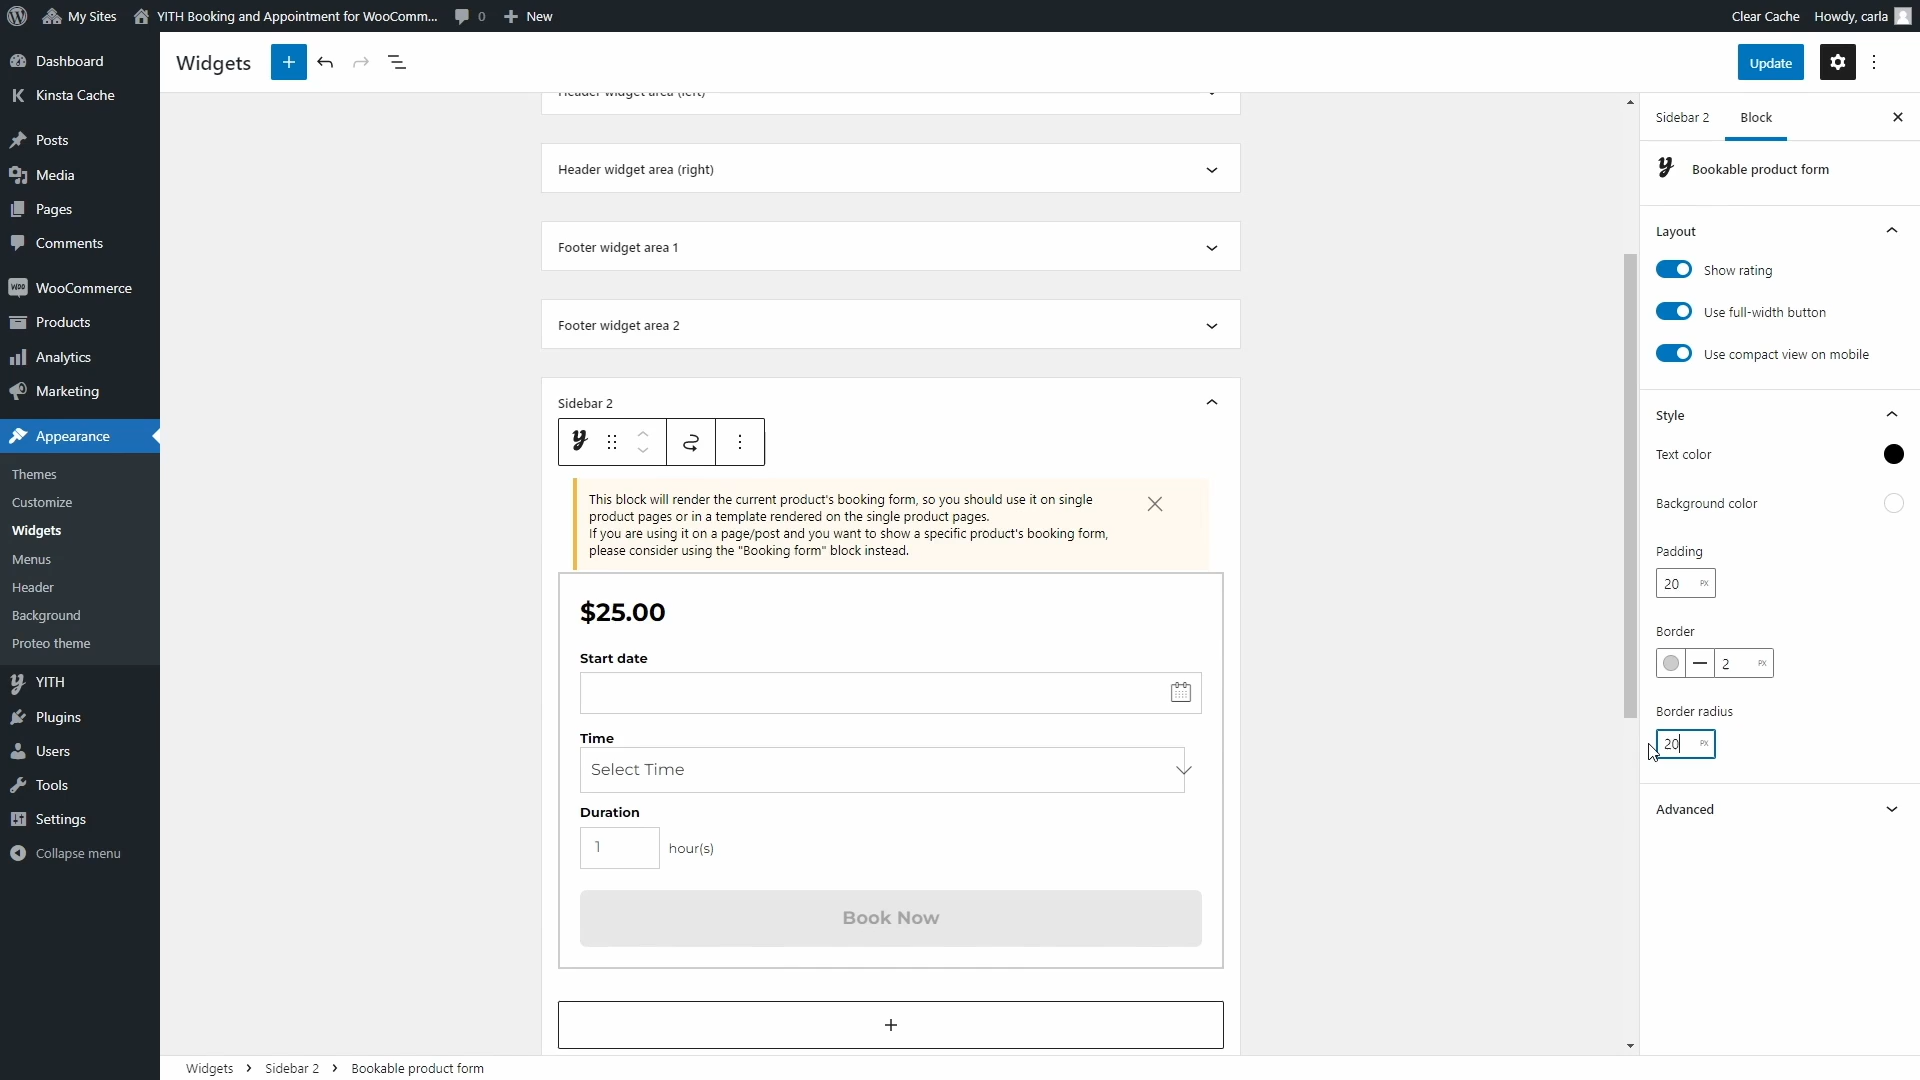 My Sites
YITH Booking and Appointment for WooComm...
0
New
Clear Cache
Howdy, carla
Dashboard
Kinsta Cache
Posts
Media
Pages
Comments
WooCommerce
Products
Analytics
Marketing
Appearance
Themes
Customize
Widgets
Menus
Header
Background
Proteo theme
YITH
Plugins
Users
Tools
Settings
Collapse menu
Widgets
Update
Header widget area (left)
Header widget area (right)
Footer widget area 1
Footer widget area 2
Sidebar 2
This block will render the current product's booking form, so you should use it on single
product pages or in a template rendered on the single product pages.
If you are using it on a page/post and you want to show a specific product's booking form,
please consider using the "Booking form" block instead.
$25.00
Start date
Time
Select Time
Duration
1
hour(s)
Book Now
Widgets
Sidebar 2
Bookable product form
Sidebar 2
Block
Bookable product form
Layout
Show rating
Use full-width button
Use compact view on mobile
Style
Text color
Background color
Padding
20 PX
Border
2 PX
Border radius
20 PX
Advanced